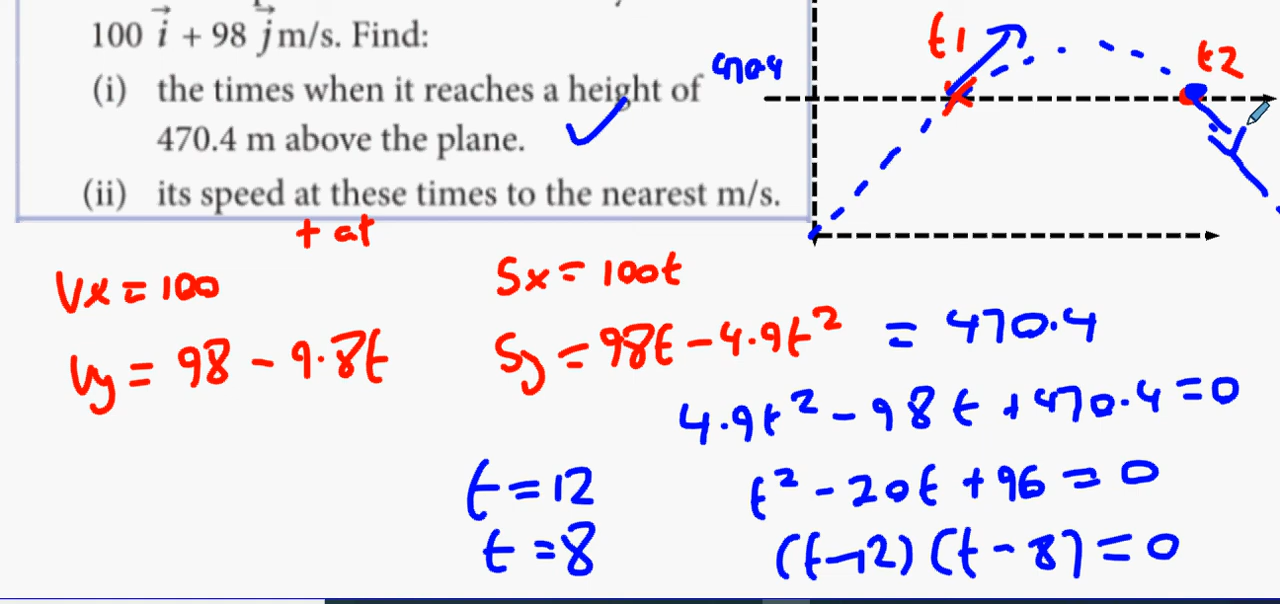 100 i + 98 j m/s. Find:
(i) the times when it reaches a height of
470.4 m above the plane.
(ii) its speed at these times to the nearest m/s.
470.4
t1
t2
+ at
Vx = 100
Sx = 100t
Vy = 98 - 9.8t
Sy = 98t - 4.9t² = 470.4
4.9t² - 98t + 470.4 = 0
t = 12
t² - 20t + 96 = 0
t = 8
(t-12)(t-8) = 0